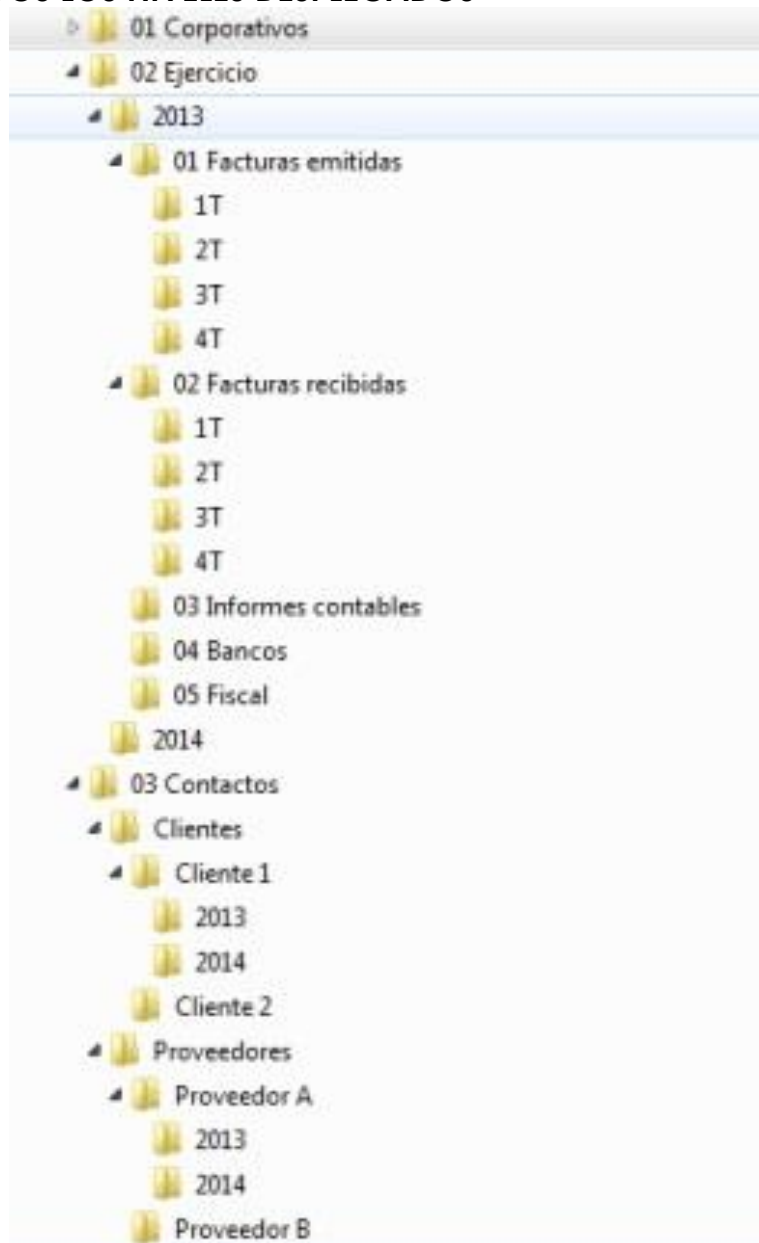 01 Corporativos
02 Ejercicio
2013
01 Facturas emitidas
1T
2T
3T
4T
02 Facturas recibidas
1T
2T
3T
4T
03 Informes contables
04 Bancos
05 Fiscal
2014
03 Contactos
Clientes
Cliente 1
2013
2014
Cliente 2
Proveedores
Proveedor A
2013
2014
Proveedor B